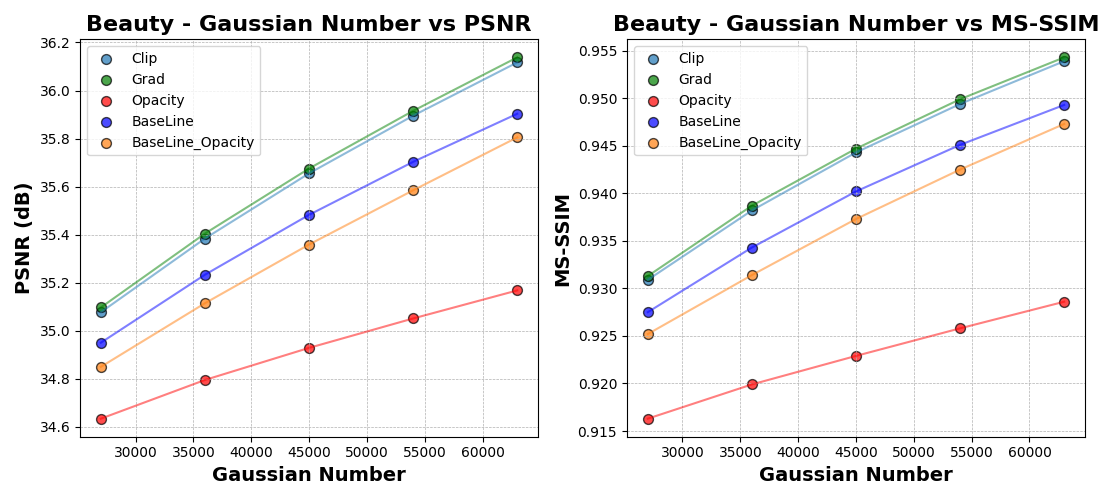 Beauty - Gaussian Number vs PSNR
36.2
36.0
35.8
35.6
35.4
35.2
35.0
34.8
34.6
PSNR (dB)
Clip
Grad
Opacity
BaseLine
BaseLine_Opacity
30000 35000 40000 45000 50000 55000 60000
Gaussian Number
Beauty - Gaussian Number vs MS-SSIM
0.955
0.950
0.945
0.940
0.935
0.930
0.925
0.920
0.915
MS-SSIM
Clip
Grad
Opacity
BaseLine
BaseLine_Opacity
30000 35000 40000 45000 50000 55000 60000
Gaussian Number